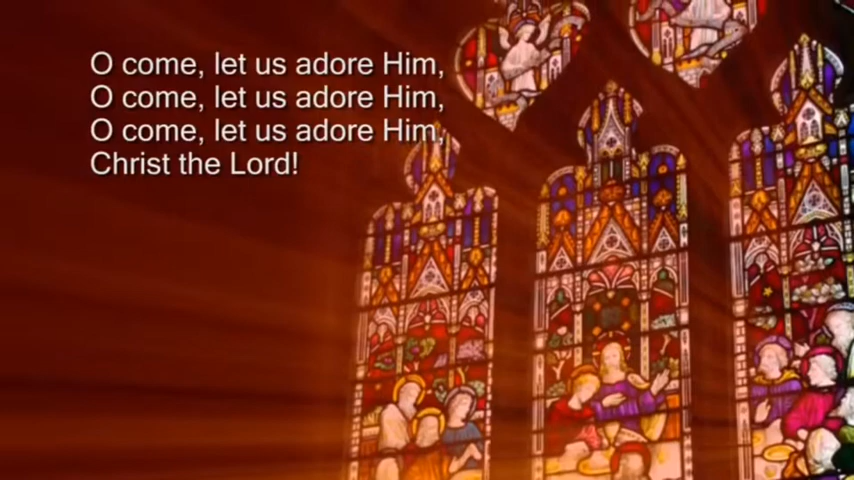 O come, let us adore Him,
O come, let us adore Him,
O come, let us adore Him,
Christ the Lord!